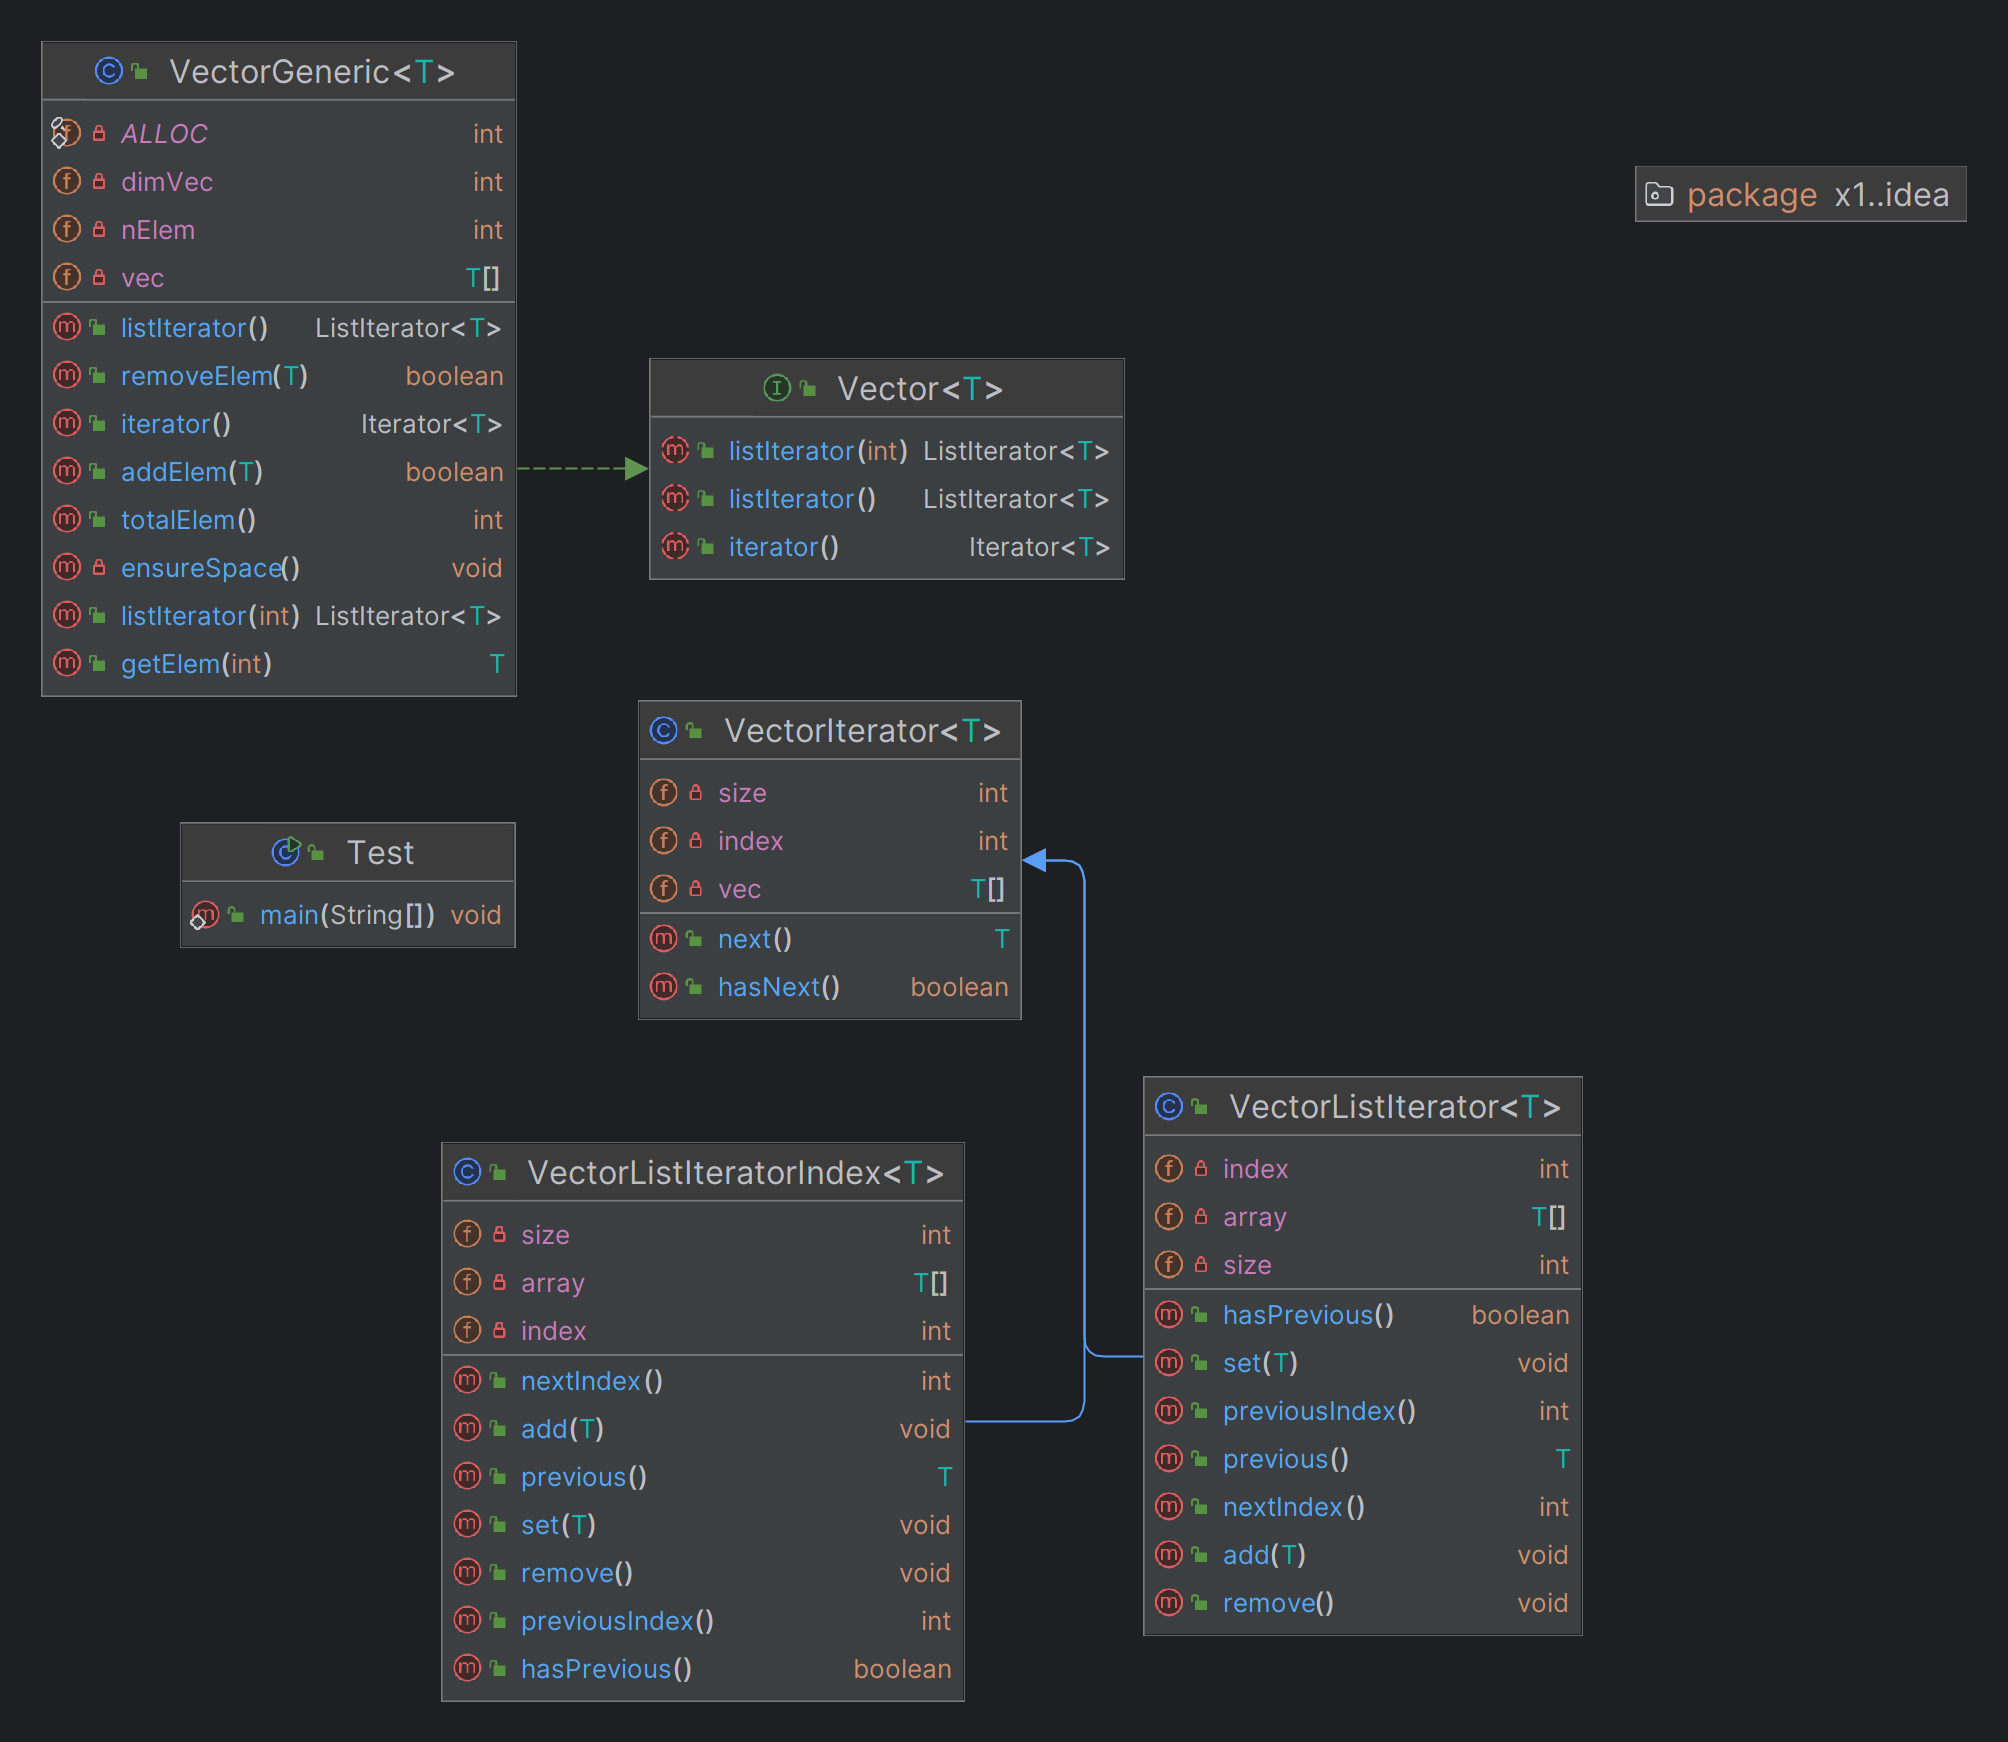 VectorGeneric<T>
ALLOC int
dimVec int
nElem int
vec T[]
listIterator() ListIterator<T>
removeElem(T) boolean
iterator() Iterator<T>
addElem(T) boolean
totalElem() int
ensureSpace() void
listIterator(int) ListIterator<T>
getElem(int) T
package x1..idea
Vector<T>
listIterator(int) ListIterator<T>
listIterator() ListIterator<T>
iterator() Iterator<T>
VectorIterator<T>
size int
index int
vec T[]
next() T
hasNext() boolean
Test
main(String[]) void
VectorListIterator<T>
index int
array T[]
size int
hasPrevious() boolean
set(T) void
previousIndex() int
previous() T
nextIndex() int
add(T) void
remove() void
VectorListIteratorIndex<T>
size int
array T[]
index int
nextIndex() int
add(T) void
previous() T
set(T) void
remove() void
previousIndex() int
hasPrevious() boolean